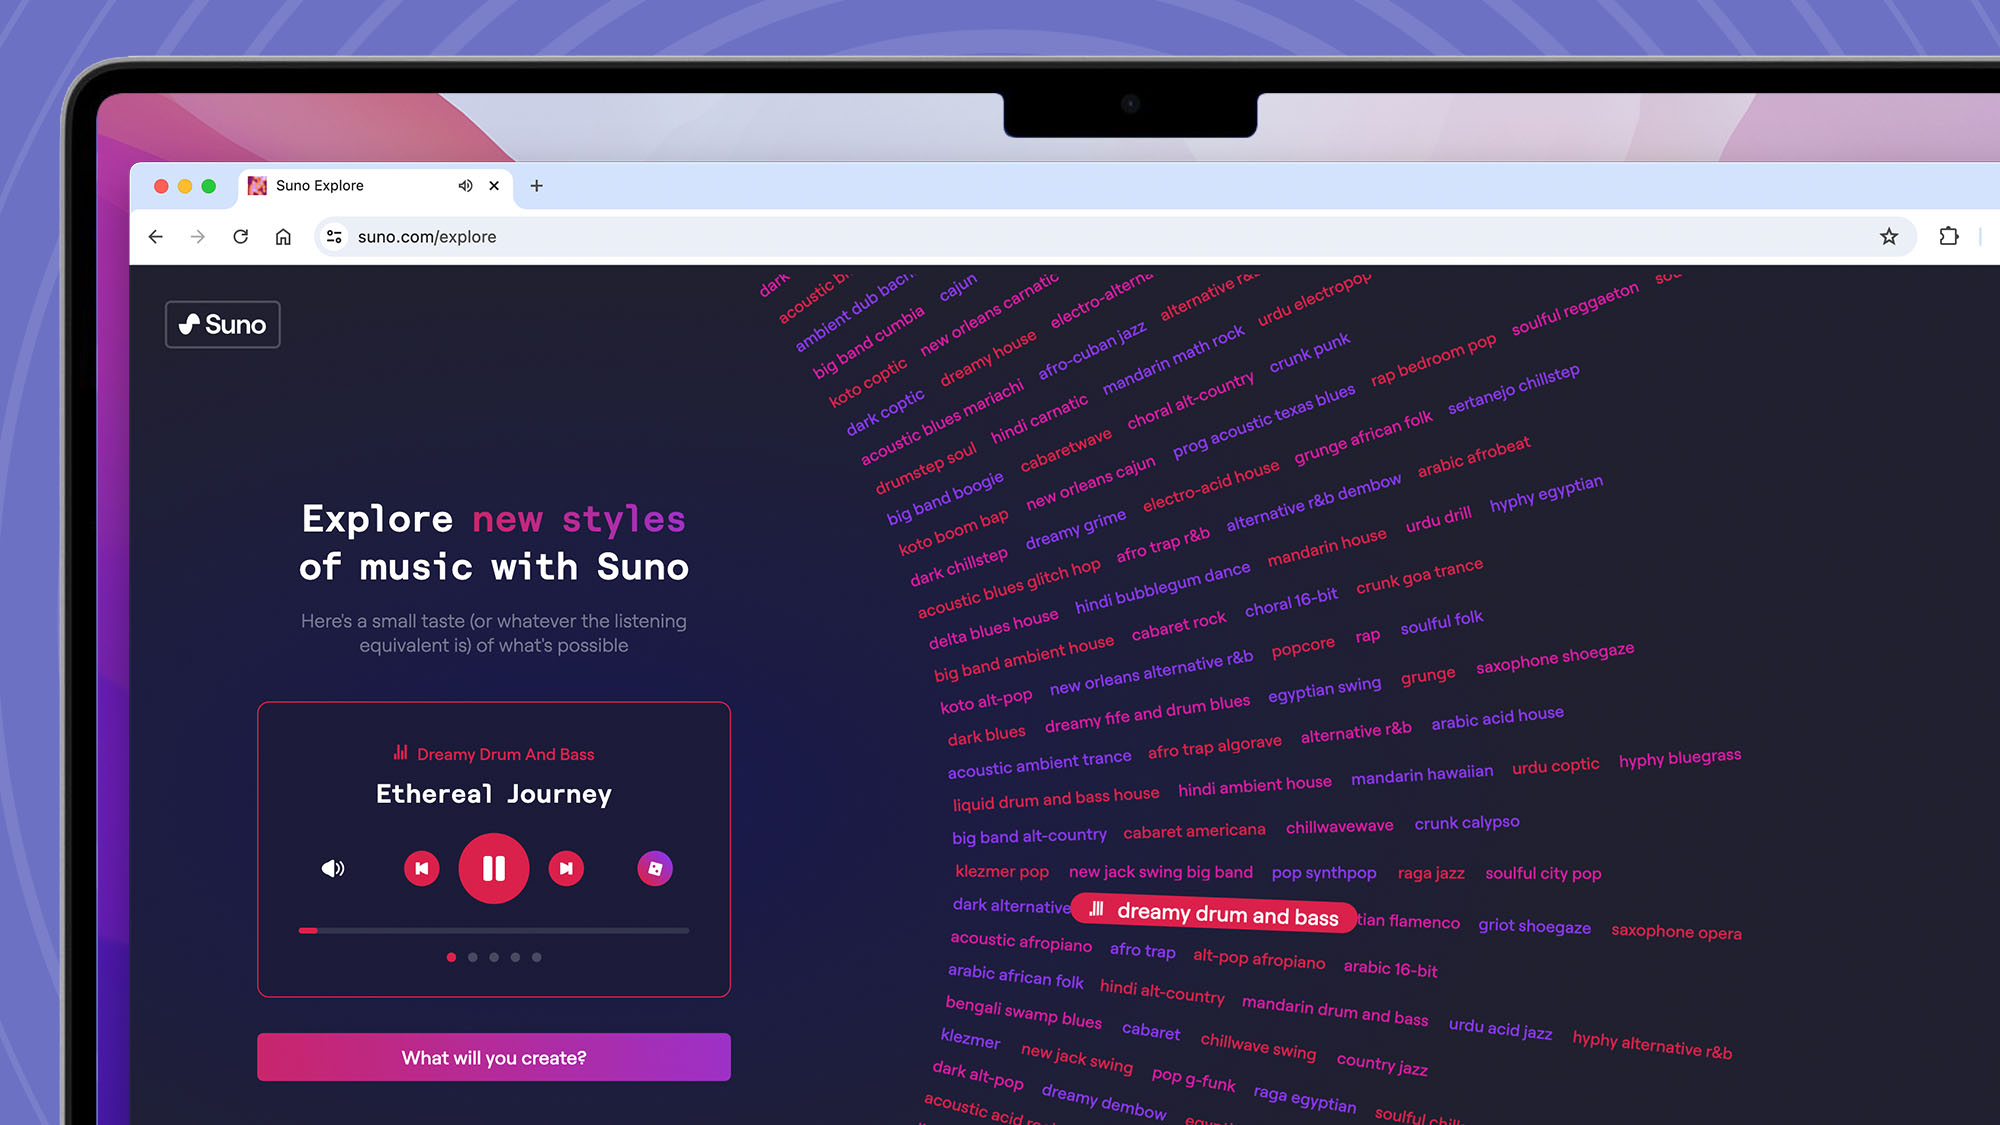 Suno Explore
suno.com/explore
Suno
Explore new styles
of music with Suno
Here's a small taste (or whatever the listening
equivalent is) of what's possible
Dreamy Drum And Bass
Ethereal Journey
What will you create?
dark
acoustic
ambient dub cajun
big band cumbia new orleans carnatic
koto coptic dreamy house
dark coptic afro-cuban jazz alternative
acoustic blues mariachi mandarin math rock urdu electropop
drumstep soul hindi carnatic crunk punk
big band boogie cabaretwave choral alt-country
koto boom bap new orleans cajun prog acoustic texas blues rap bedroom pop soulful reggaeton
dark chillstep dreamy grime electro-acid house grunge african folk sertanejo chillstep
acoustic blues glitch hop afro trap r&b alternative r&b dembow arabic afrobeat
delta blues house hindi bubblegum dance mandarin house urdu drill hyphy egyptian
big band ambient house cabaret rock choral 16-bit crunk goa trance
koto alt-pop new orleans alternative r&b popcore rap soulful folk
dark blues dreamy fife and drum blues egyptian swing grunge saxophone shoegaze
acoustic ambient trance afro trap algorave alternative r&b arabic acid house
liquid drum and bass house hindi ambient house mandarin hawaiian urdu coptic hyphy bluegrass
big band alt-country cabaret americana chillwavewave crunk calypso
klezmer pop new jack swing big band pop synthpop raga jazz soulful city pop
dark alternative dreamy drum and bass tian flamenco griot shoegaze saxophone opera
acoustic afropiano afro trap alt-pop afropiano arabic 16-bit
arabic african folk hindi alt-country mandarin drum and bass urdu acid jazz hyphy alternative r&b
bengali swamp blues cabaret chillwave swing country jazz
klezmer new jack swing pop g-funk raga egyptian soulful
dark alt-pop dreamy dembow
acoustic acid